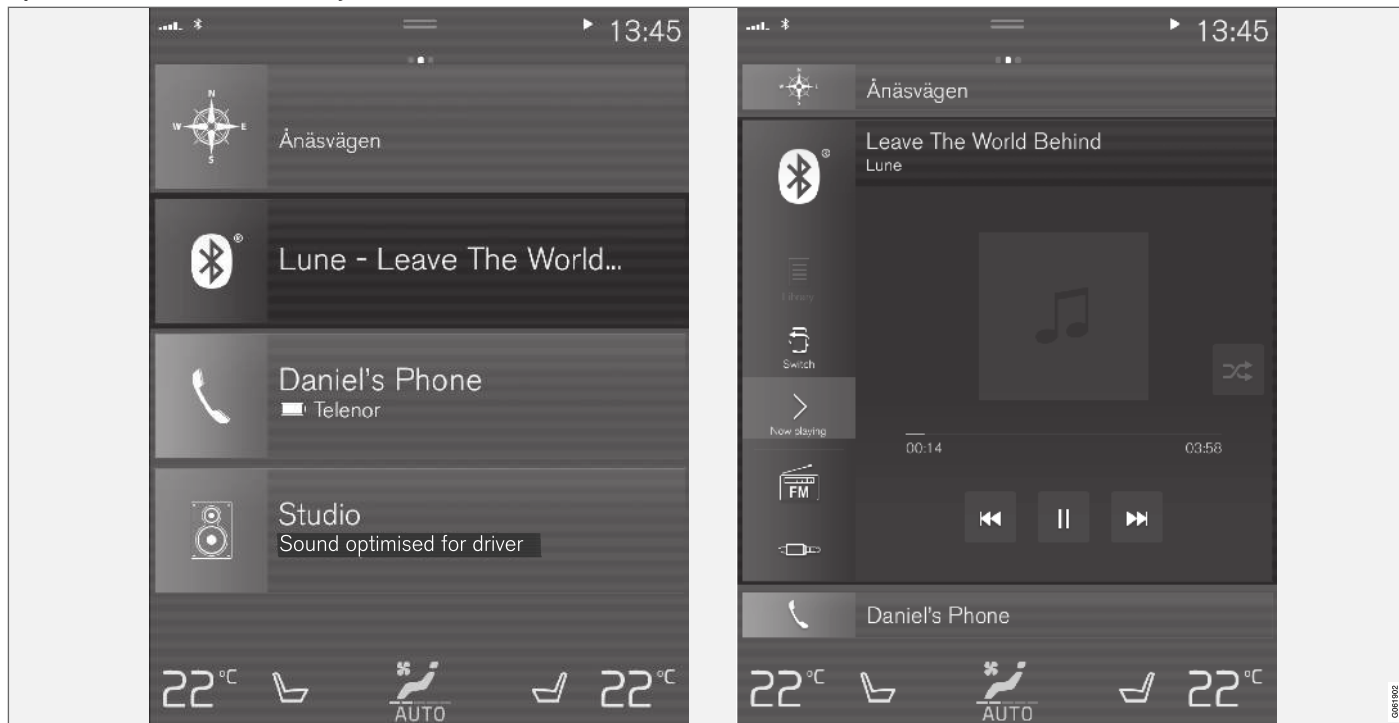 13:45
N
W E
S
Ånäsvägen
®
Lune - Leave The World...
Daniel's Phone
Telenor
Studio
Sound optimised for driver
22°C
AUTO
22°C
13:45
Ånäsvägen
®
Leave The World Behind
Lune
Library
Switch
Now playing
00:14
03:58
FM
Daniel's Phone
22°C
AUTO
22°C
G061902